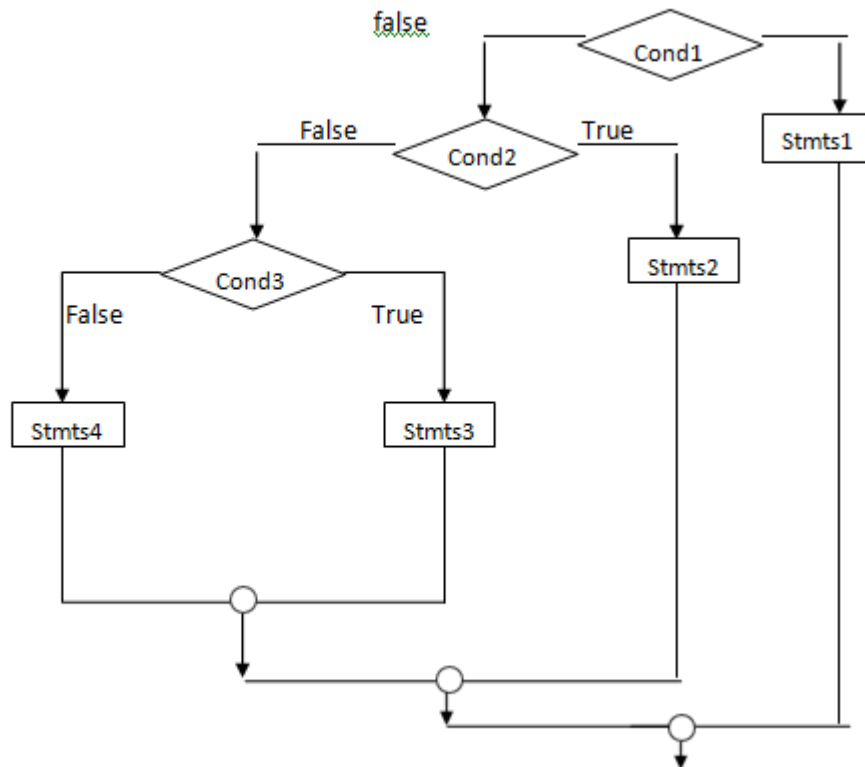 false
Cond1
Stmts1
False
Cond2
True
Stmts2
Cond3
False
True
Stmts4
Stmts3